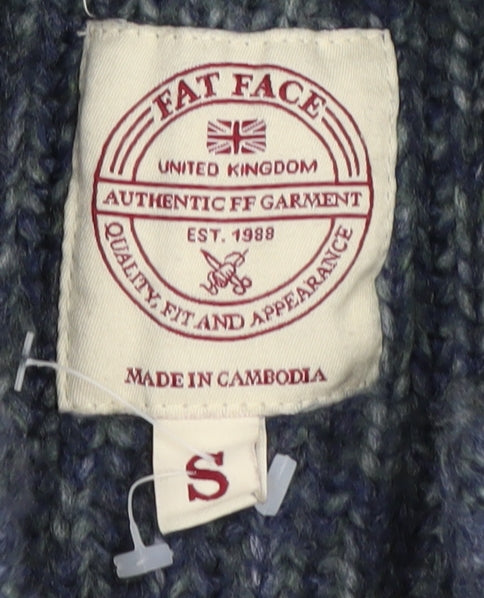 FAT FACE
UNITED KINGDOM
AUTHENTIC FF GARMENT
EST. 1988
QUALITY, FIT AND APPEARANCE
MADE IN CAMBODIA
S